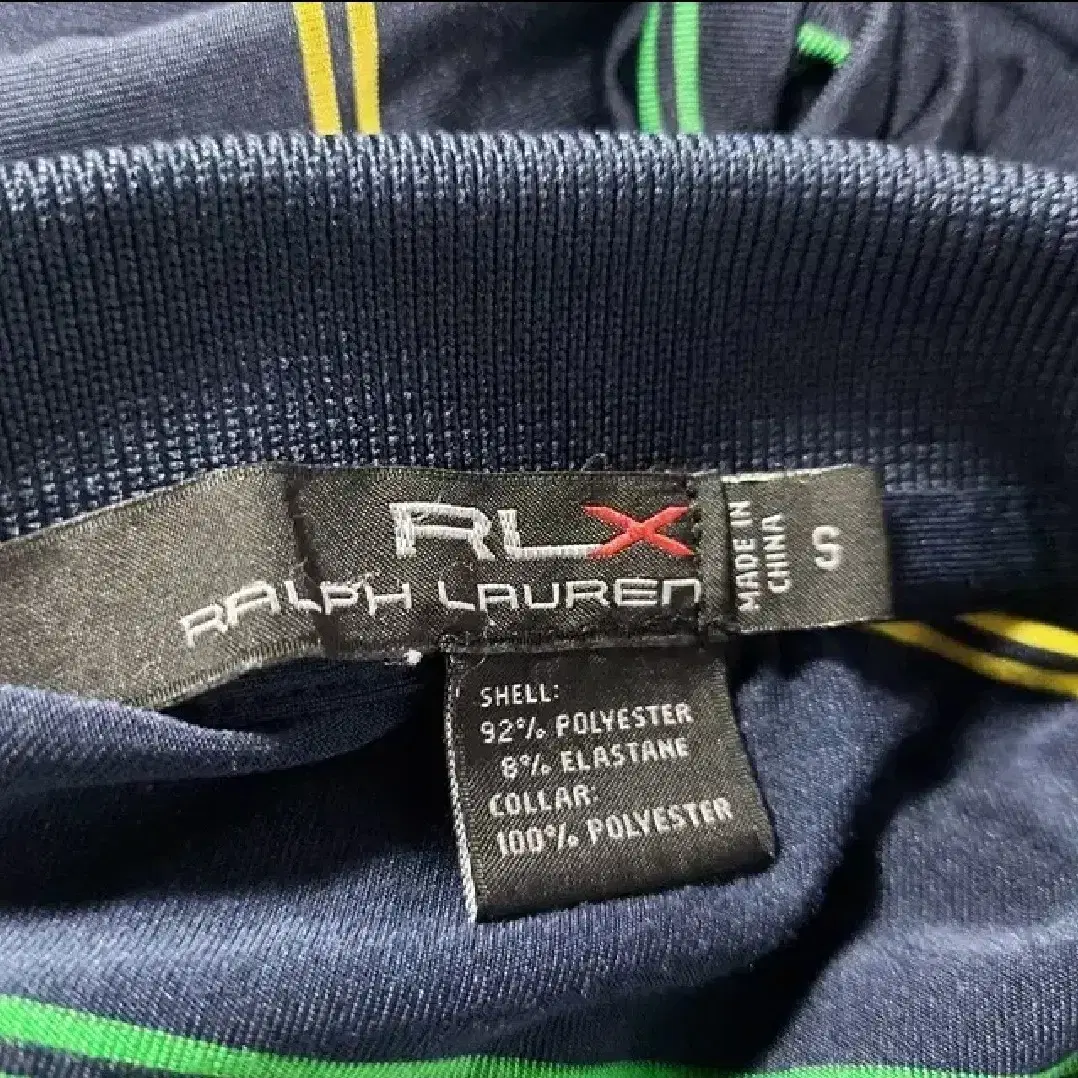 RLX
RALPH LAUREN
MADE IN
CHINA
S
SHELL:
92% POLYESTER
8% ELASTANE
COLLAR:
100% POLYESTER